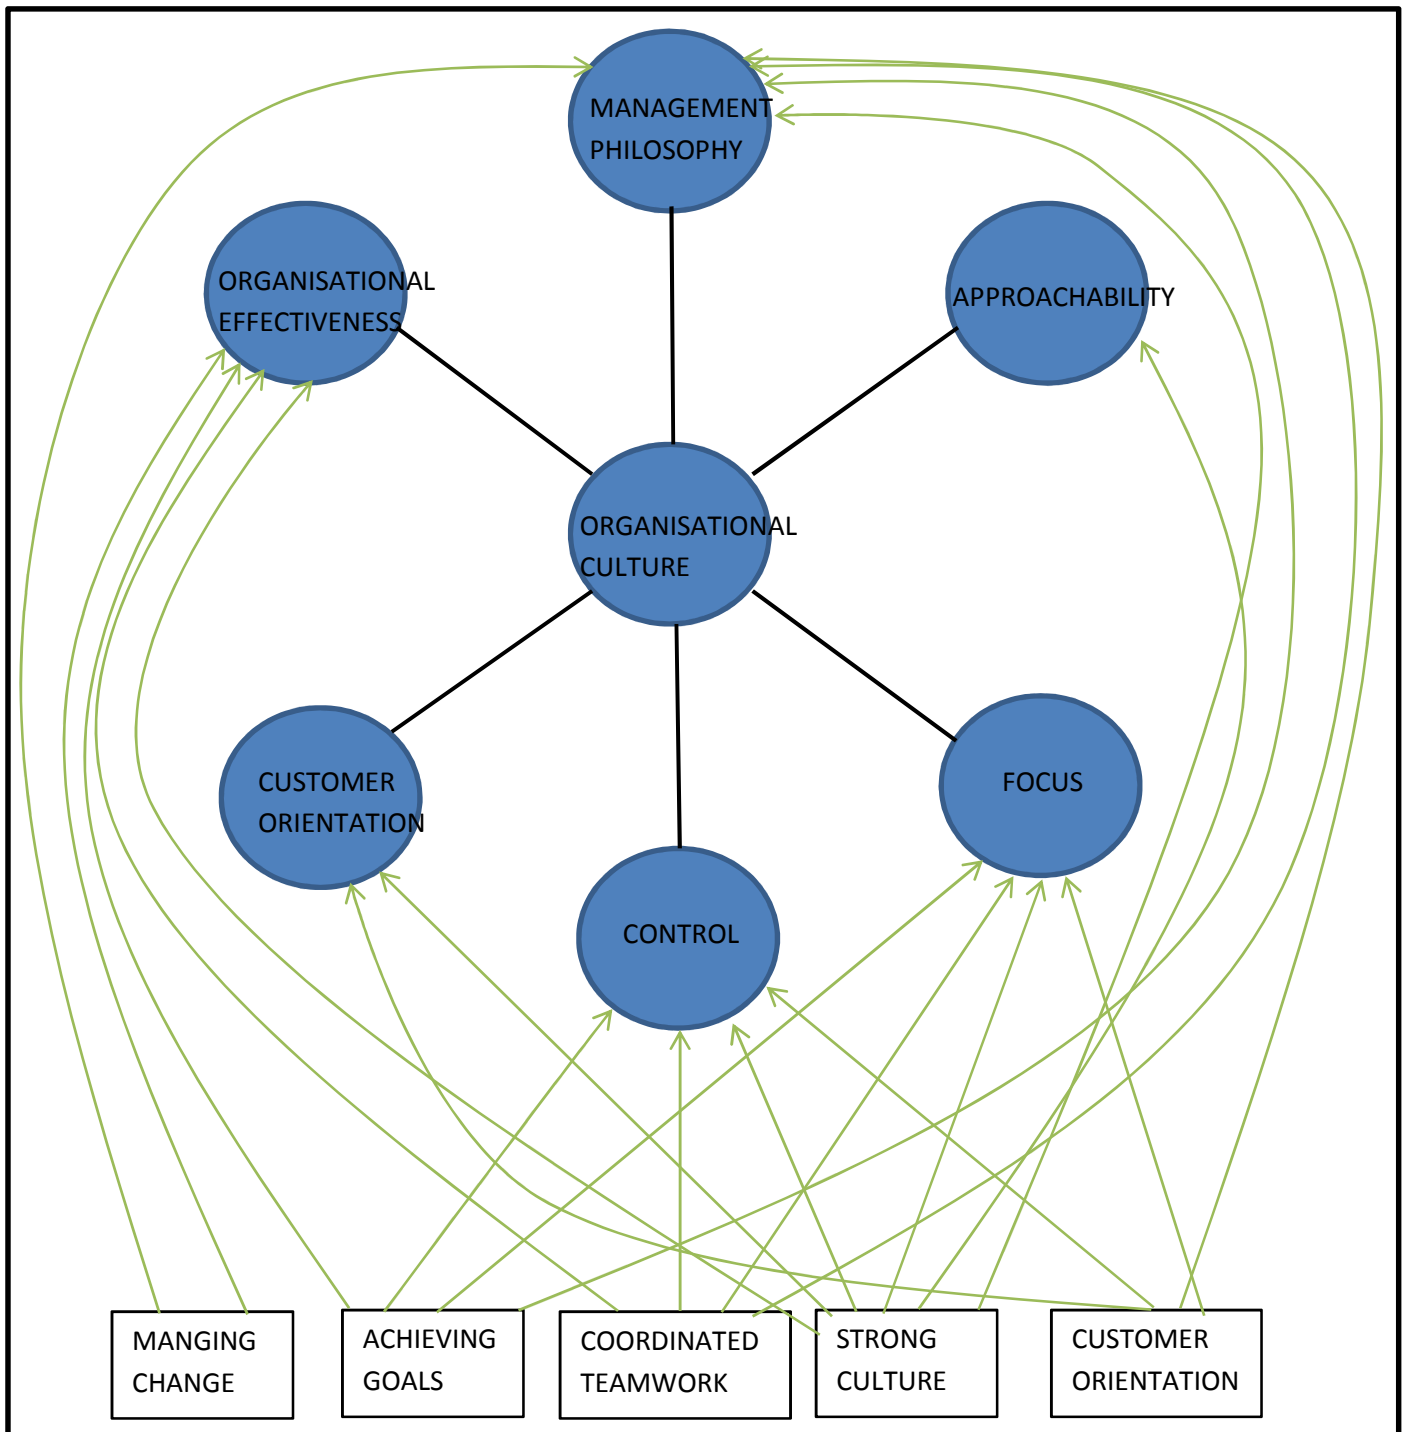 MANAGEMENT
PHILOSOPHY
ORGANISATIONAL
EFFECTIVENESS
APPROACHABILITY
ORGANISATIONAL
CULTURE
CUSTOMER
ORIENTATION
FOCUS
CONTROL
MANGING
CHANGE
ACHIEVING
GOALS
COORDINATED
TEAMWORK
STRONG
CULTURE
CUSTOMER
ORIENTATION